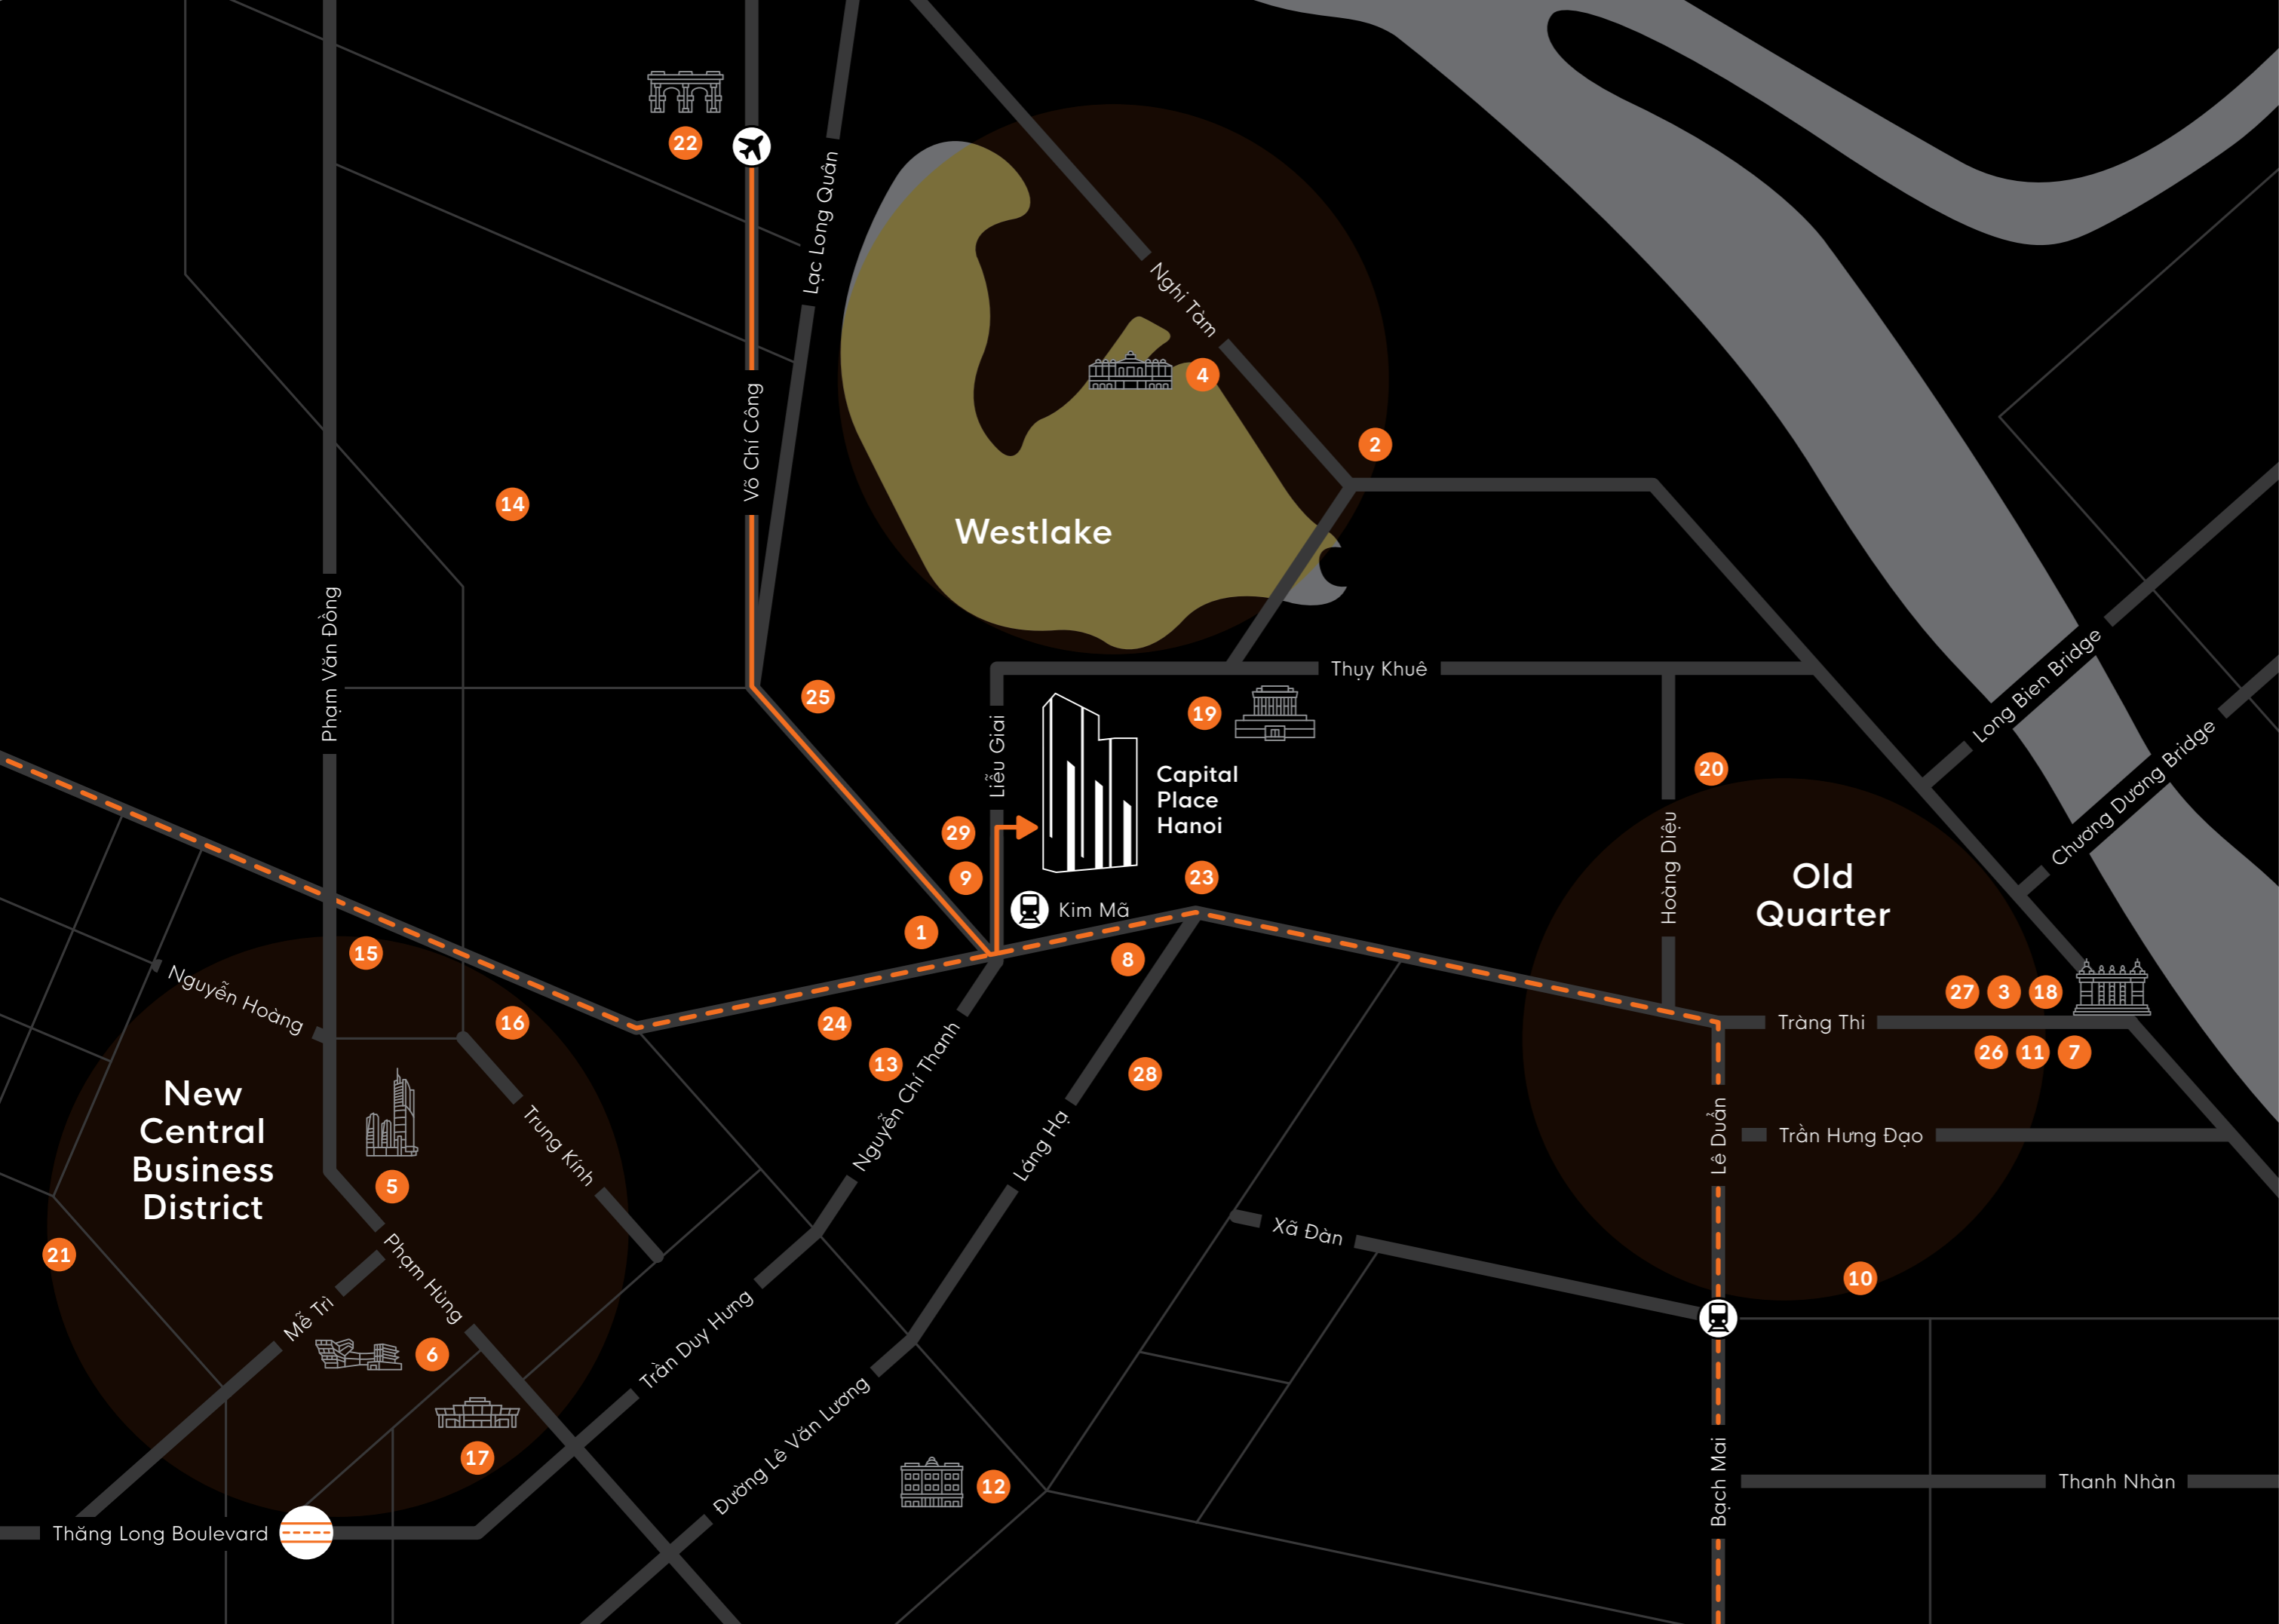 22
Lạc Long Quân
Nghi Tàm
4
Võ Chí Công
2
14
Westlake
Phạm Văn Đồng
Thụy Khuê
25
19
Liễu Giai
Long Bien Bridge
Capital
Place
Hanoi
20
Chương Dương Bridge
29
Hoàng Diệu
9
23
Old
Quarter
Kim Mã
1
15
8
Nguyễn Hoàng
27
3
18
16
24
Tràng Thi
13
26
11
7
28
Nguyễn Chí Thanh
New
Central
Business
District
Trung Kính
Láng Hạ
Lê Duẩn
Trần Hưng Đạo
5
21
Phạm Hùng
Xã Đàn
10
Mễ Trì
6
Trần Duy Hưng
Đường Lê Văn Lương
17
12
Bạch Mai
Thanh Nhàn
Thăng Long Boulevard